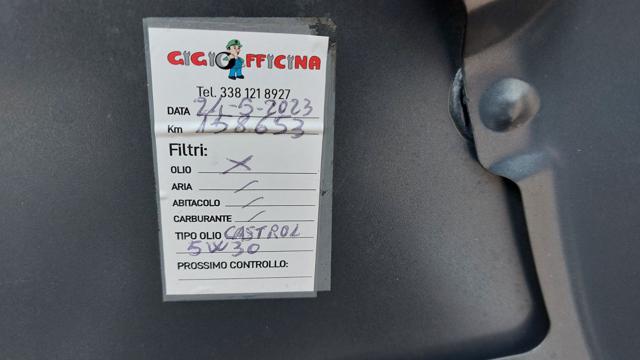 GIGIOFFICINA
Tel. 338 121 8927
DATA 24-5-2023
Km 158653
Filtri:
OLIO X
ARIA /
ABITACOLO /
CARBURANTE /
TIPO OLIO CASTROL
5W30
PROSSIMO CONTROLLO: